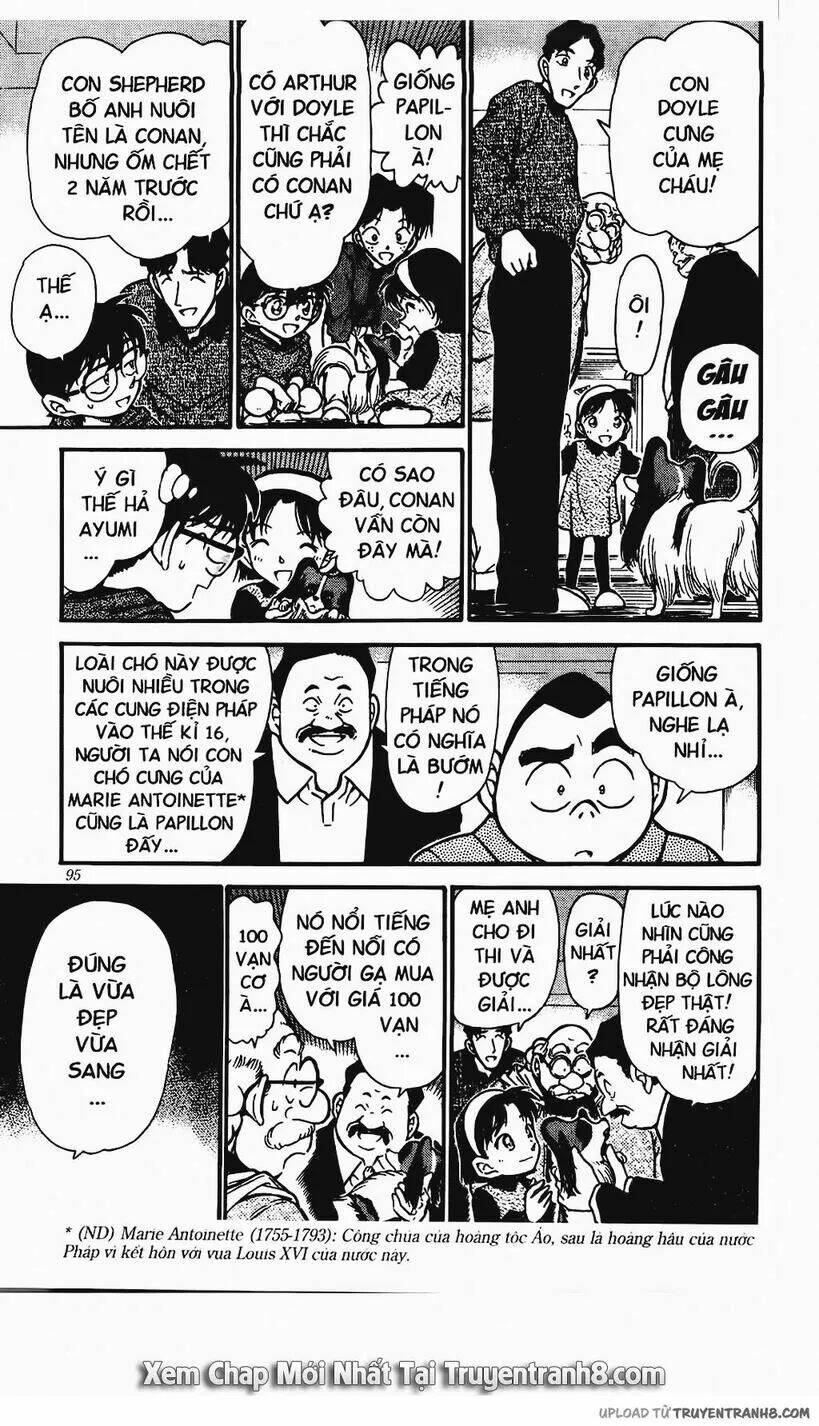 CON
DOYLE
CƯNG
CỦA MẸ
CHÁU!
ÔI
!
GÂU
GÂU
...
GIỐNG
PAPIL-
LON
À!
CÓ ARTHUR
VỚI DOYLE
THÌ CHẮC
CŨNG PHẢI
CÓ CONAN
CHỨ Ạ?
CON SHEPHERD
BỐ ANH NUÔI
TÊN LÀ CONAN,
NHƯNG ỐM CHẾT
2 NĂM TRƯỚC
RỒI...
THẾ
Ạ...
CÓ SAO
ĐÂU, CONAN
VẪN CÒN
ĐÂY MÀ!
Ý GÌ
THẾ HẢ
AYUMI
...
GIỐNG
PAPILLON À,
NGHE LẠ
NHỈ...
TRONG
TIẾNG
PHÁP NÓ
CÓ NGHĨA
LÀ BƯỚM
!
LOÀI CHÓ NÀY ĐƯỢC
NUÔI NHIỀU TRONG
CÁC CUNG ĐIỆN PHÁP
VÀO THẾ KỈ 16,
NGƯỜI TA NÓI CON
CHÓ CƯNG CỦA
MARIE ANTOINETTE*
CŨNG LÀ PAPILLON
ĐẤY...
95
LÚC NÀO
NHÌN CŨNG
PHẢI CÔNG
NHẬN BỘ LÔNG
ĐẸP THẬT!
RẤT ĐÁNG
NHẬN GIẢI
NHẤT!
GIẢI
NHẤT
?
MẸ ANH
CHO ĐI
THI VÀ
ĐƯỢC
GIẢI...
NÓ NỔI TIẾNG
ĐẾN NỖI CÓ
NGƯỜI GẠ MUA
VỚI GIÁ 100
VẠN
...
100
VẠN
CƠ
À...
ĐÚNG
LÀ VỪA
ĐẸP
VỪA
SANG
...
* (ND) Marie Antoinette (1755-1793): Công chúa của hoàng tộc Áo, sau là hoàng hậu của nước
Pháp vì kết hôn với vua Louis XVI của nước này.
Xem Chap Mới Nhất Tại Truyentranh8.com
UPLOAD TỪ TRUYENTRANH8.COM